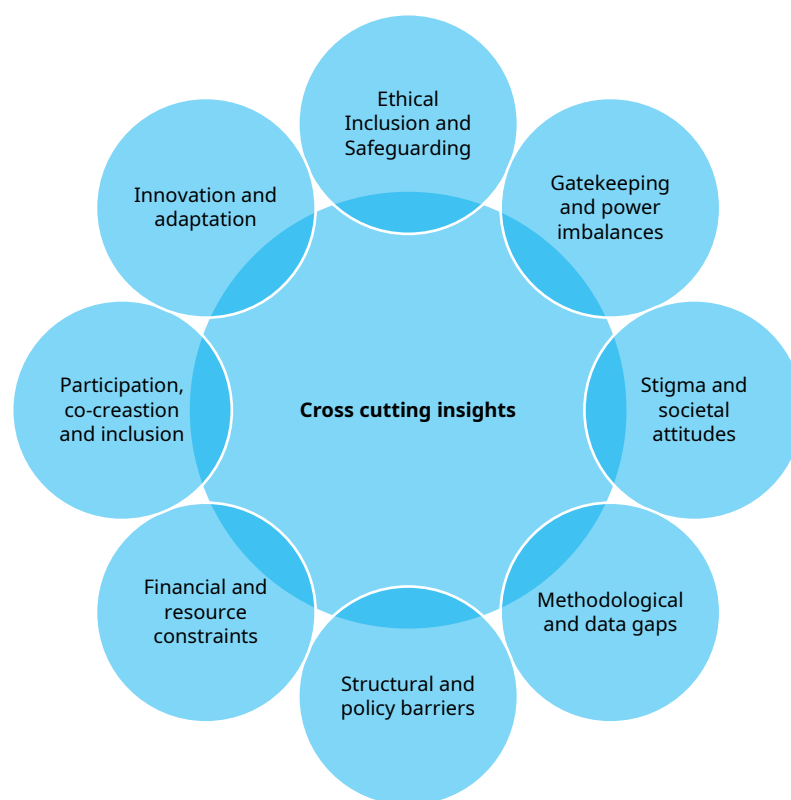 Ethical
Inclusion and
Safeguarding
Gatekeeping
and power
imbalances
Stigma and
societal
attitudes
Methodological
and data gaps
Structural and
policy barriers
Financial and
resource
constraints
Participation,
co-creastion
and inclusion
Innovation and
adaptation
Cross cutting insights